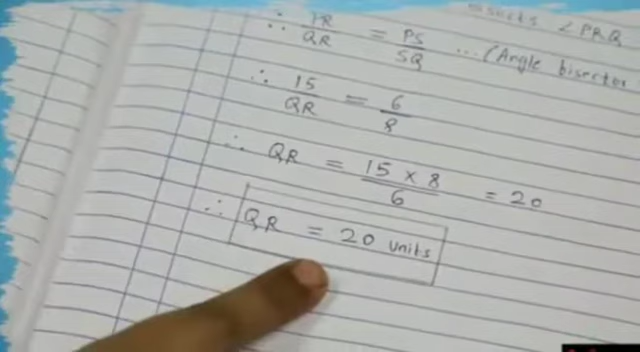 bisects ∠PRQ
∴ PR/QR = PS/SQ ... (Angle bisector
∴ 15/QR = 6/8
∴ QR = 15 × 8/6 = 20
∴ QR = 20 units